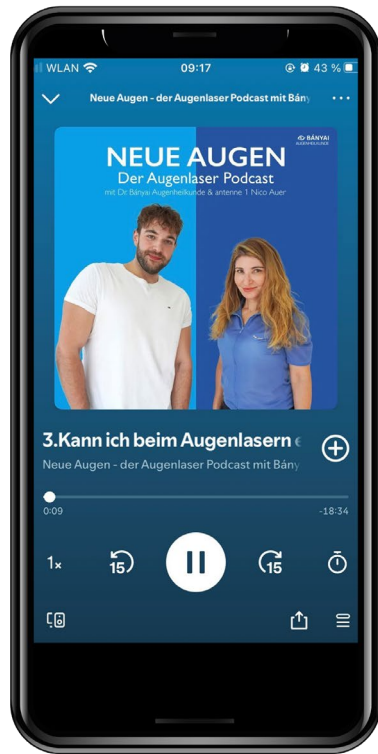 WLAN 09:17 43 %
Neue Augen - der Augenlaser Podcast mit Bány
BÁNYAI
AUGENHEILKUNDE
NEUE AUGEN
Der Augenlaser Podcast
mit Dr. Bányai Augenheilkunde & antenne 1 Nico Auer
3.Kann ich beim Augenlasern e
Neue Augen - der Augenlaser Podcast mit Bány
0:09 -18:34
1x 15 15